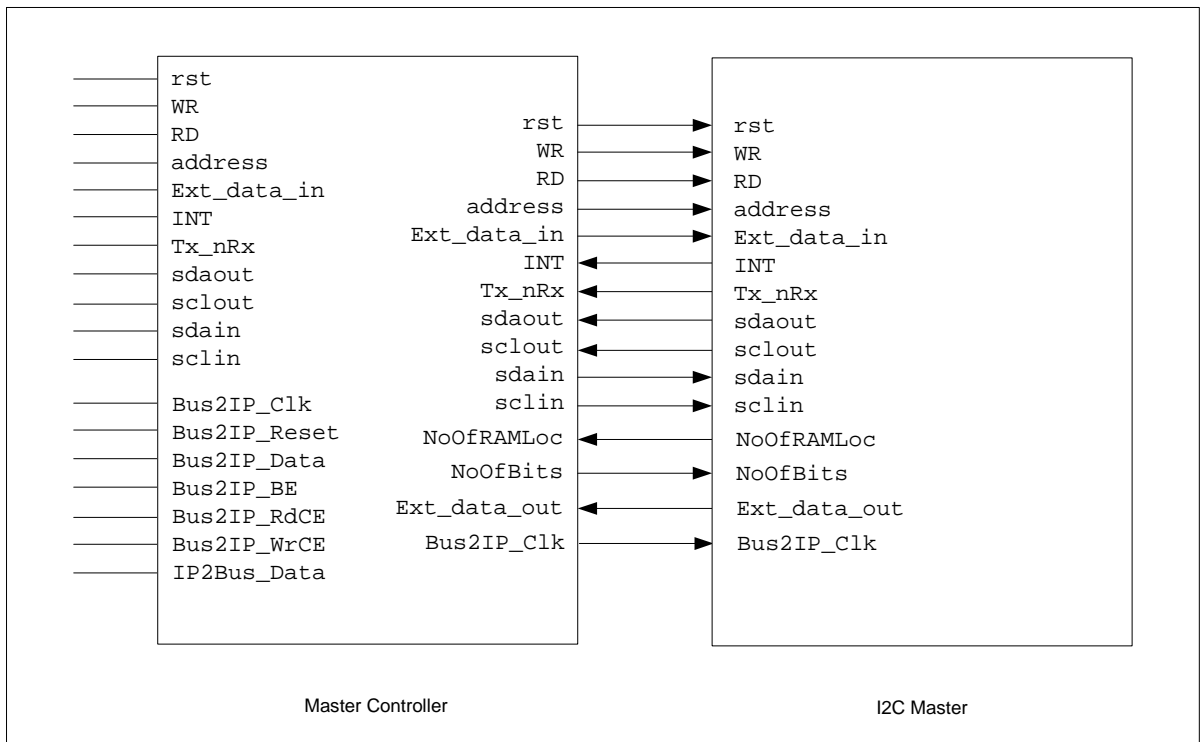 rst
WR
RD
address
Ext_data_in
INT
Tx_nRx
sdaout
sclout
sdain
sclin
Bus2IP_Clk
Bus2IP_Reset
Bus2IP_Data
Bus2IP_BE
Bus2IP_RdCE
Bus2IP_WrCE
IP2Bus_Data
rst
WR
RD
address
Ext_data_in
INT
Tx_nRx
sdaout
sclout
sdain
sclin
NoOfRAMLoc
NoOfBits
Ext_data_out
Bus2IP_Clk
rst
WR
RD
address
Ext_data_in
INT
Tx_nRx
sdaout
sclout
sdain
sclin
NoOfRAMLoc
NoOfBits
Ext_data_out
Bus2IP_Clk
Master Controller
I2C Master